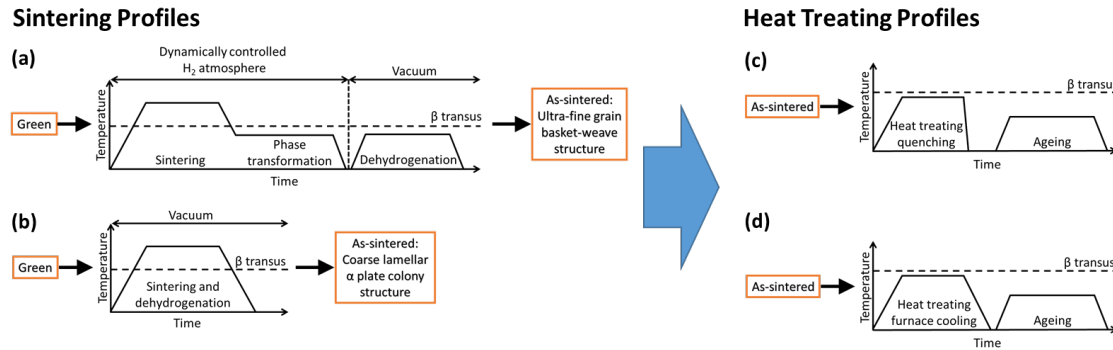 Sintering Profiles
Heat Treating Profiles
(a)
Dynamically controlled
H₂ atmosphere
Vacuum
Green
Temperature
β transus
Sintering
Phase
transformation
Dehydrogenation
Time
As-sintered:
Ultra-fine grain
basket-weave
structure
(b)
Vacuum
Green
Temperature
β transus
Sintering and
dehydrogenation
Time
As-sintered:
Coarse lamellar
α plate colony
structure
(c)
As-sintered
Temperature
β transus
Heat treating
quenching
Ageing
Time
(d)
As-sintered
Temperature
β transus
Heat treating
furnace cooling
Ageing
Time